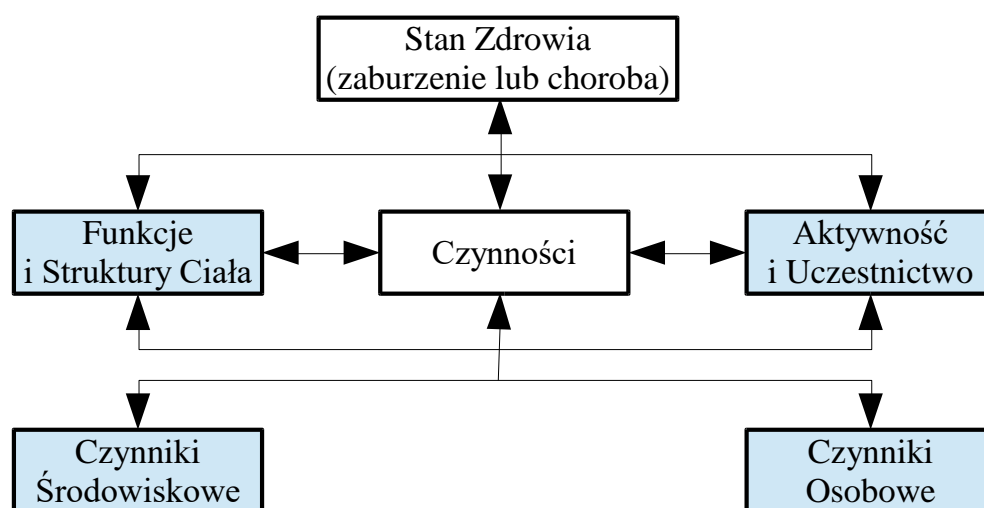 Stan Zdrowia
(zaburzenie lub choroba)
Funkcje
i Struktury Ciała
Czynności
Aktywność
i Uczestnictwo
Czynniki
Środowiskowe
Czynniki
Osobowe